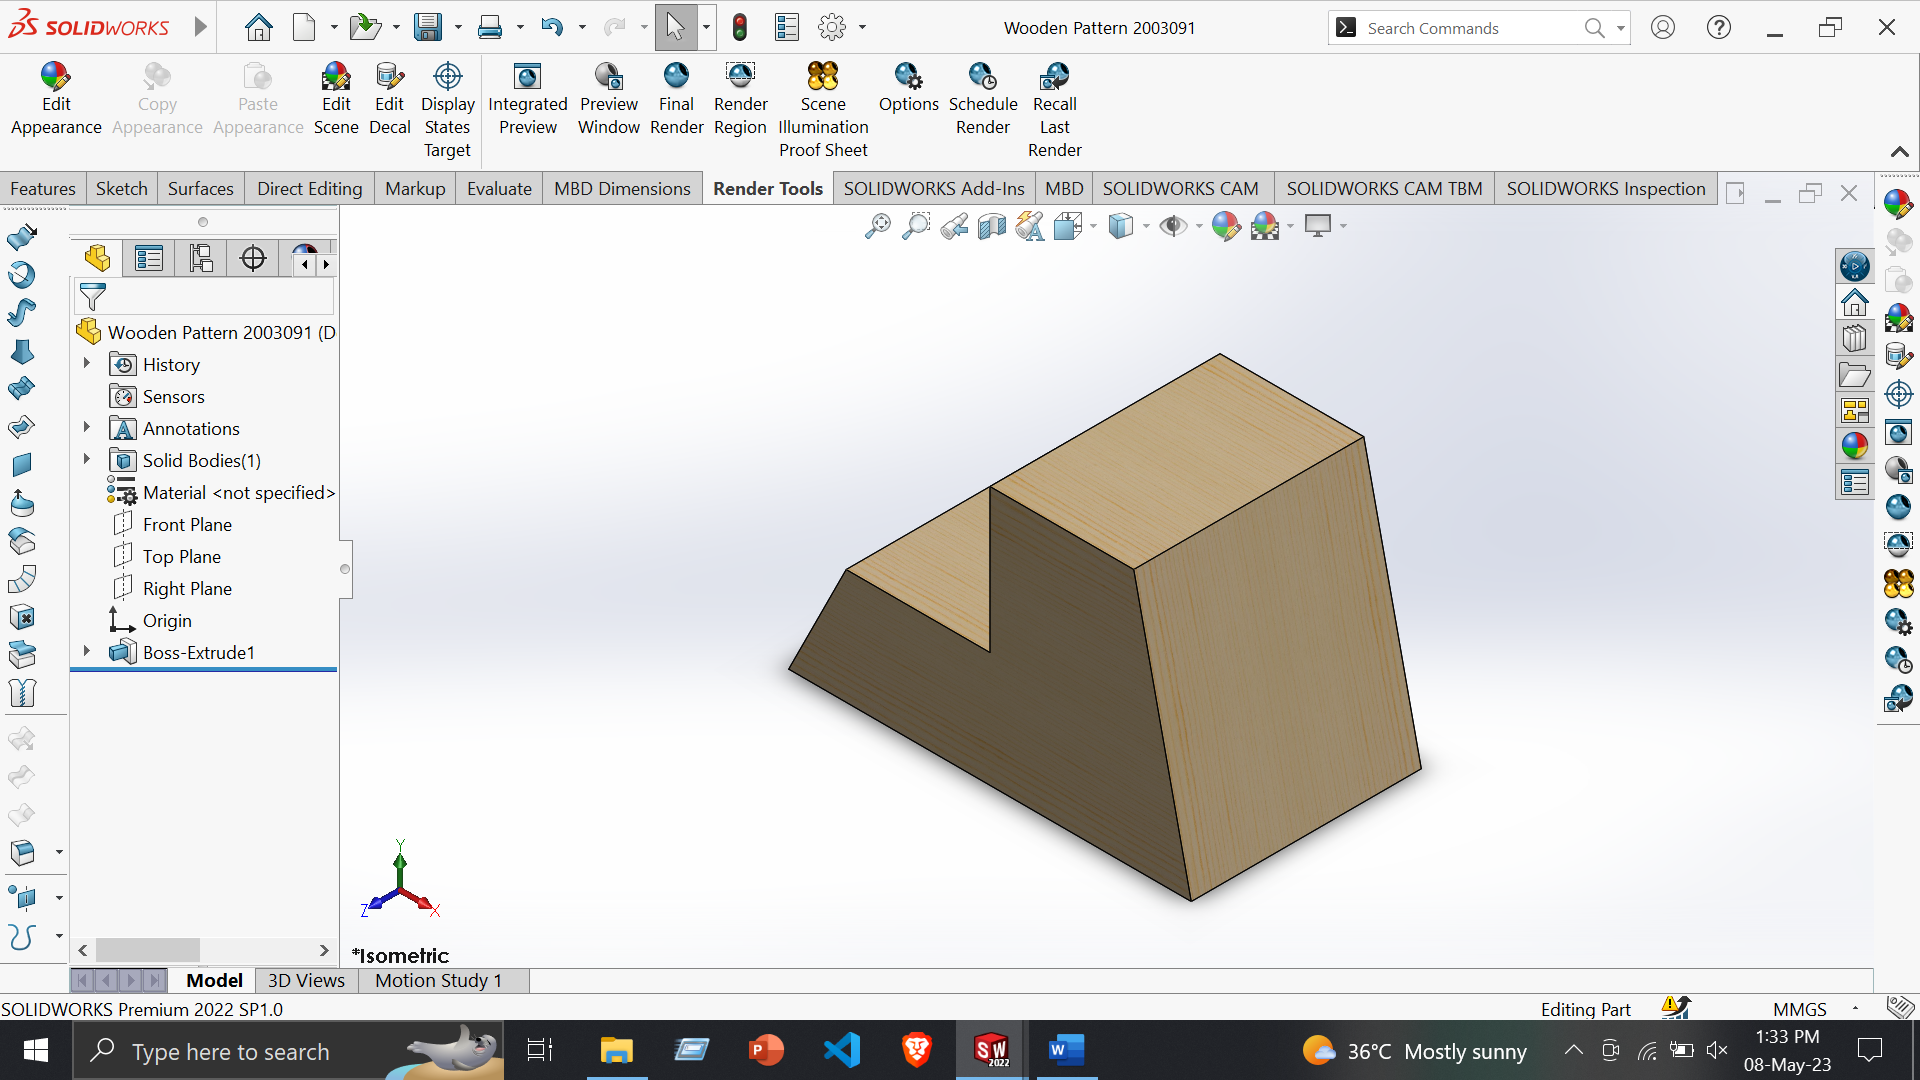 SOLIDWORKS
Wooden Pattern 2003091
Search Commands
Edit Appearance
Copy Appearance
Paste Appearance
Edit Scene
Edit Decal
Display States Target
Integrated Preview
Preview Window
Final Render
Render Region
Scene Illumination Proof Sheet
Options
Schedule Render
Recall Last Render
Features
Sketch
Surfaces
Direct Editing
Markup
Evaluate
MBD Dimensions
Render Tools
SOLIDWORKS Add-Ins
MBD
SOLIDWORKS CAM
SOLIDWORKS CAM TBM
SOLIDWORKS Inspection
Wooden Pattern 2003091 (D
History
Sensors
Annotations
Solid Bodies(1)
Material <not specified>
Front Plane
Top Plane
Right Plane
Origin
Boss-Extrude1
Y
Z
X
*Isometric
Model
3D Views
Motion Study 1
SOLIDWORKS Premium 2022 SP1.0
Editing Part
MMGS
Type here to search
SW 2022
36°C Mostly sunny
1:33 PM
08-May-23